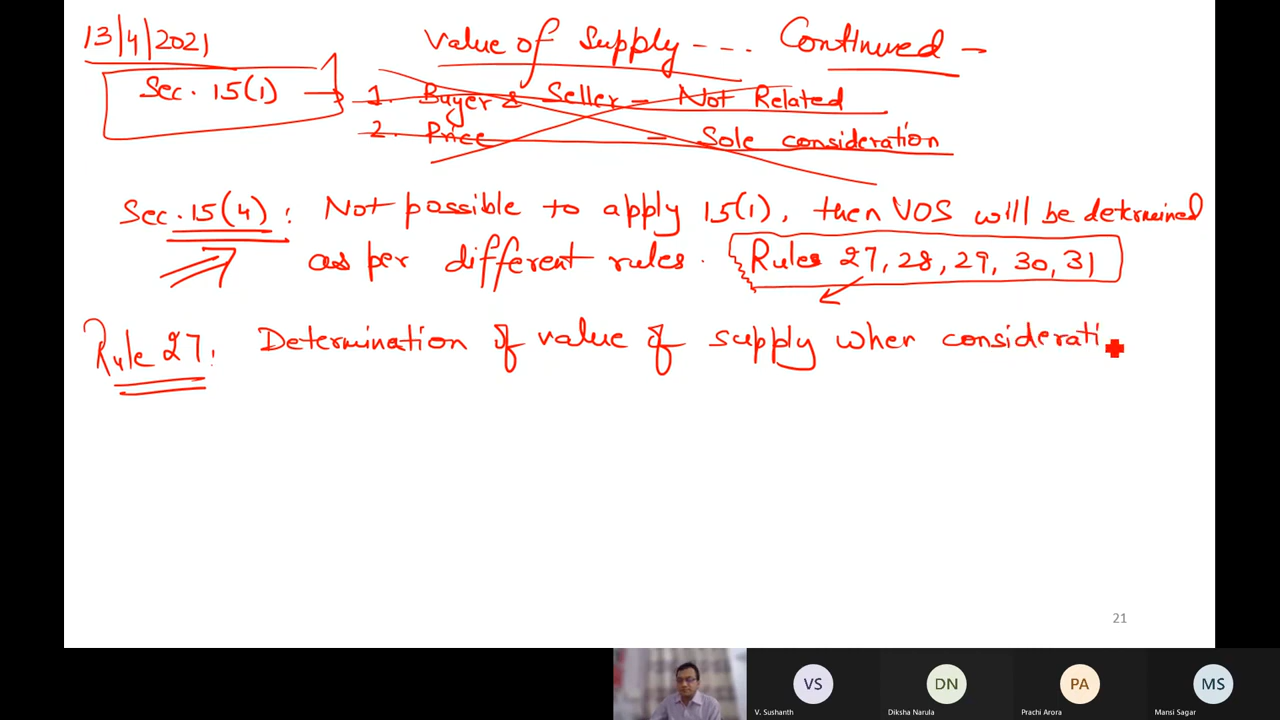 13/4/2021
Value of Supply --- Continued -
Sec. 15(1) → 1. Buyer & Seller - Not Related
2. Price - Sole consideration
Sec. 15(4): Not possible to apply 15(1), then VOS will be determined
as per different rules. Rules 27, 28, 29, 30, 31
Rule 27: Determination of value of supply when considerati
21
VS
DN
PA
MS
V. Sushanth
Diksha Narula
Prachi Arora
Mansi Sagar